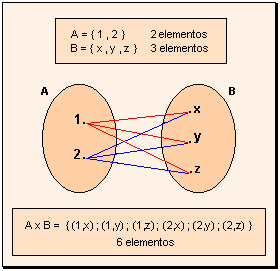 A = { 1 , 2 } 2 elementos
B = { x , y , z } 3 elementos
A B
1 x
y
2
z
A x B = { (1,x) ; (1,y) ; (1,z) ; (2,x) ; (2,y) ; (2,z) }
6 elementos